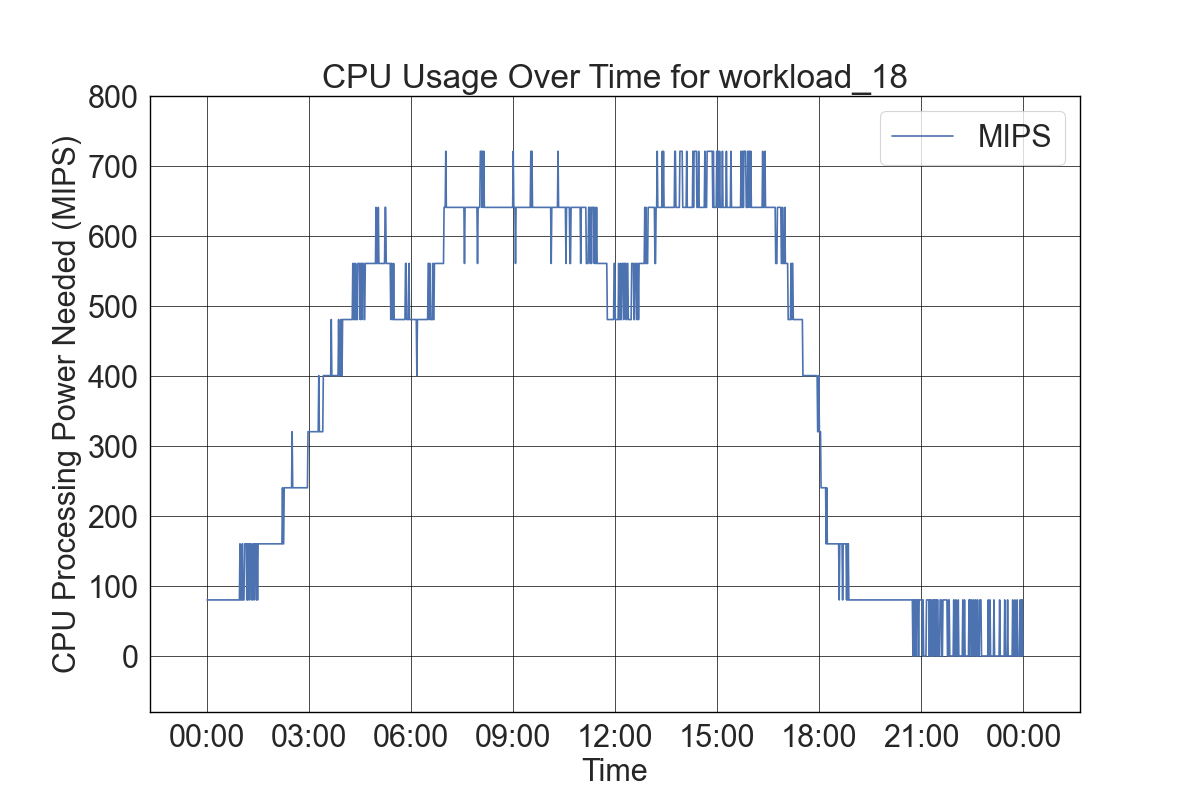 CPU Usage Over Time for workload_18
MIPS
CPU Processing Power Needed (MIPS)
800
700
600
500
400
300
200
100
0
00:00 03:00 06:00 09:00 12:00 15:00 18:00 21:00 00:00
Time